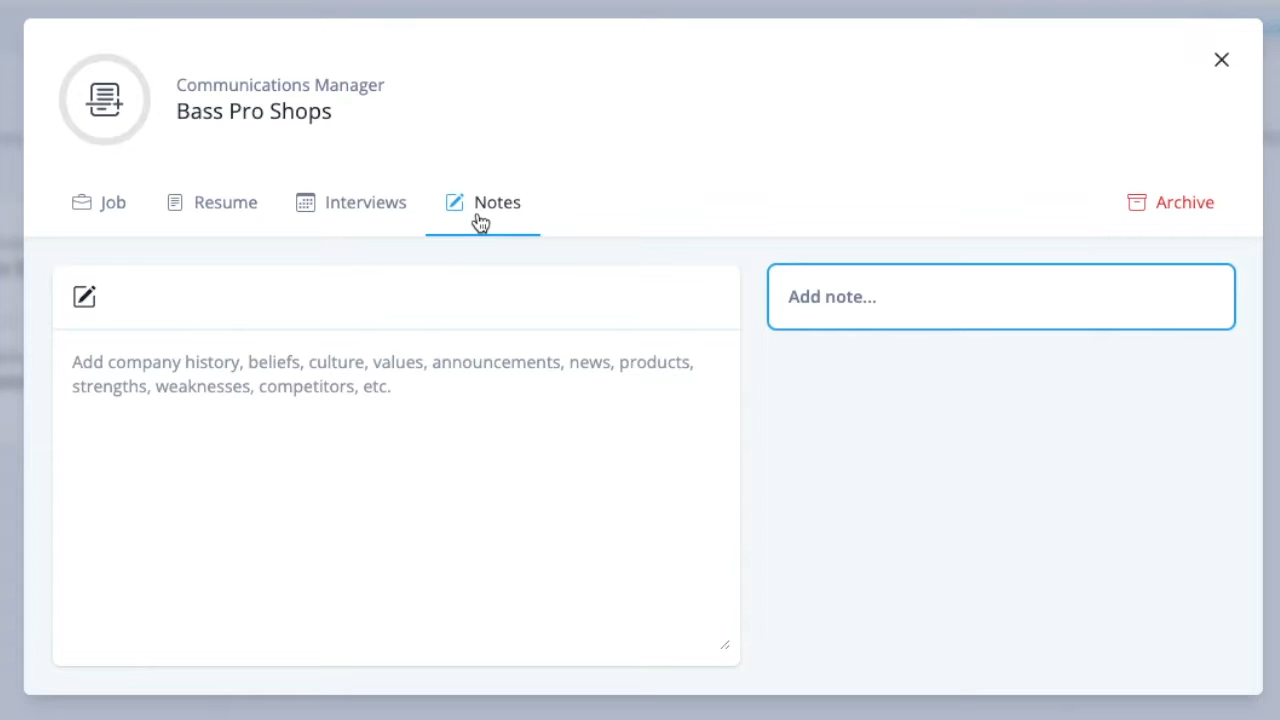 Communications Manager
Bass Pro Shops
Job
Resume
Interviews
Notes
Archive
Add note...
Add company history, beliefs, culture, values, announcements, news, products,
strengths, weaknesses, competitors, etc.